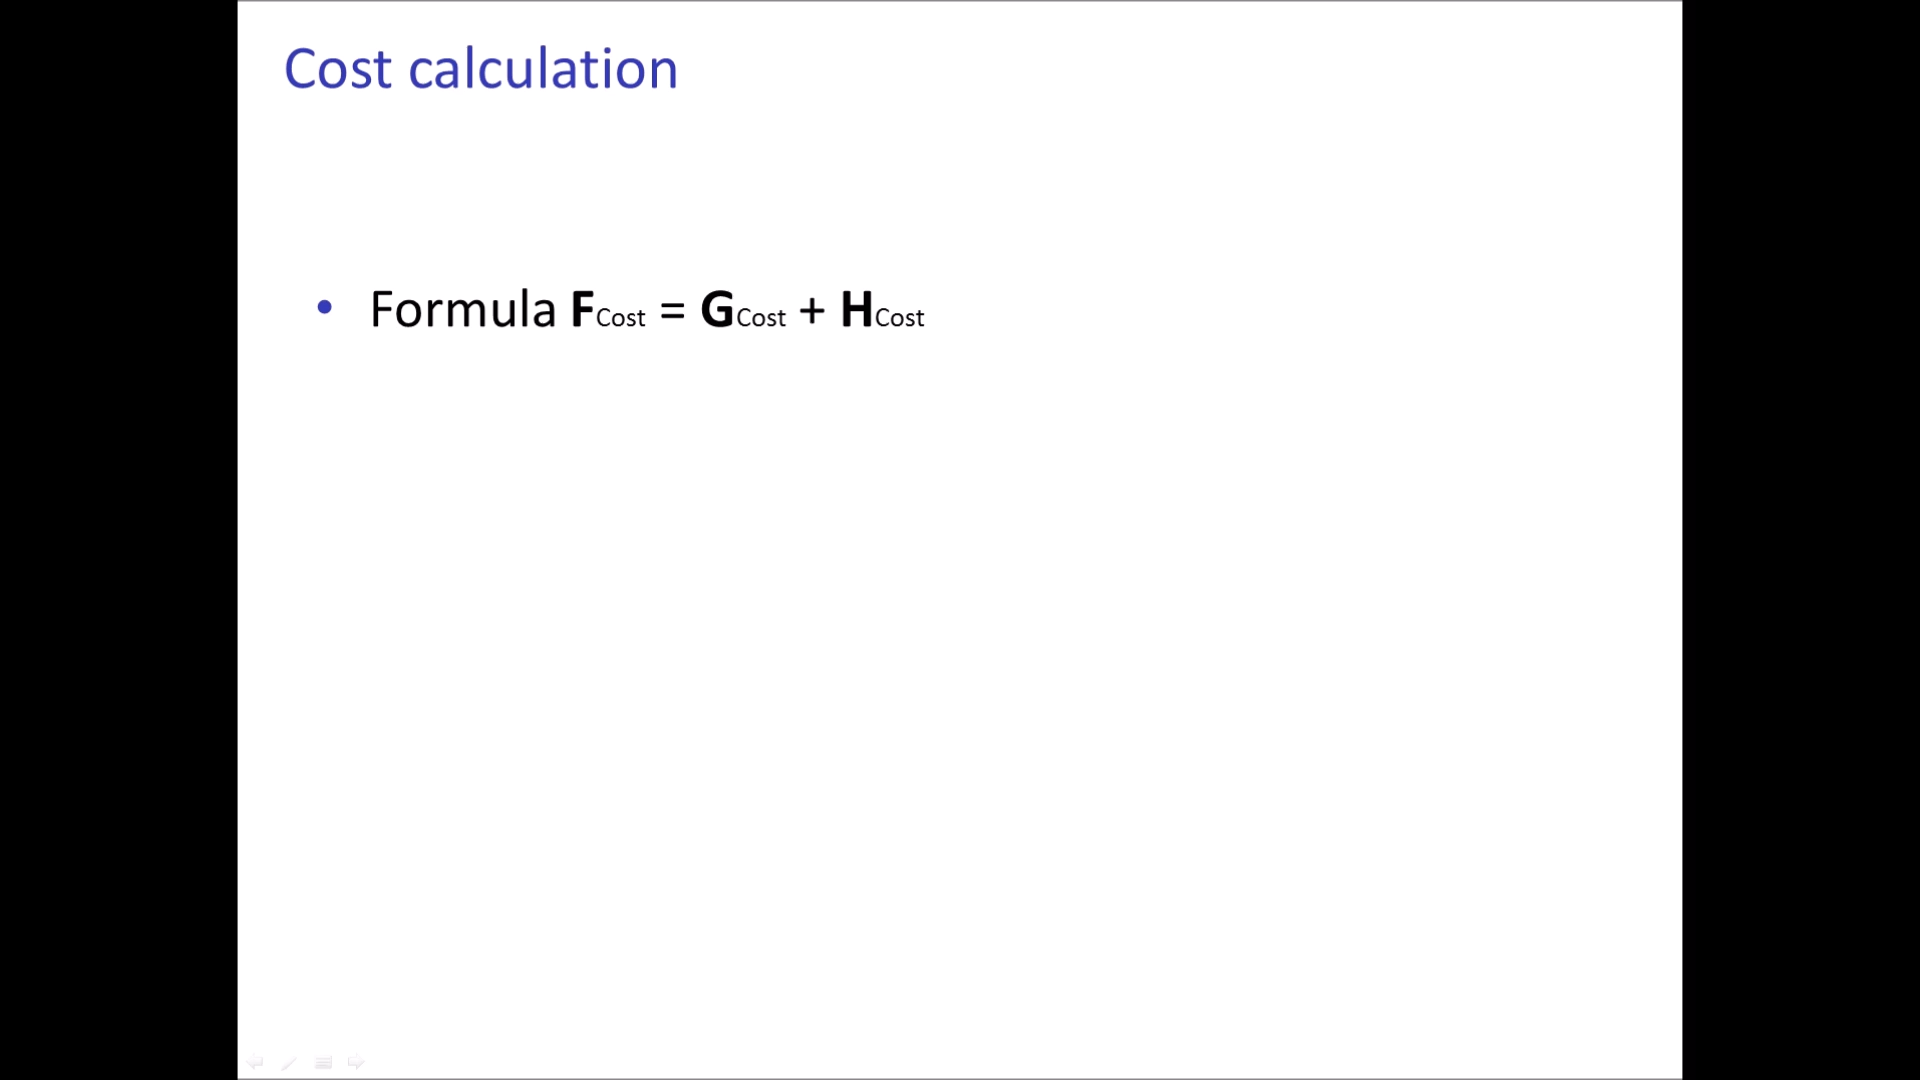 Cost calculation
• Formula FCost = GCost + HCost